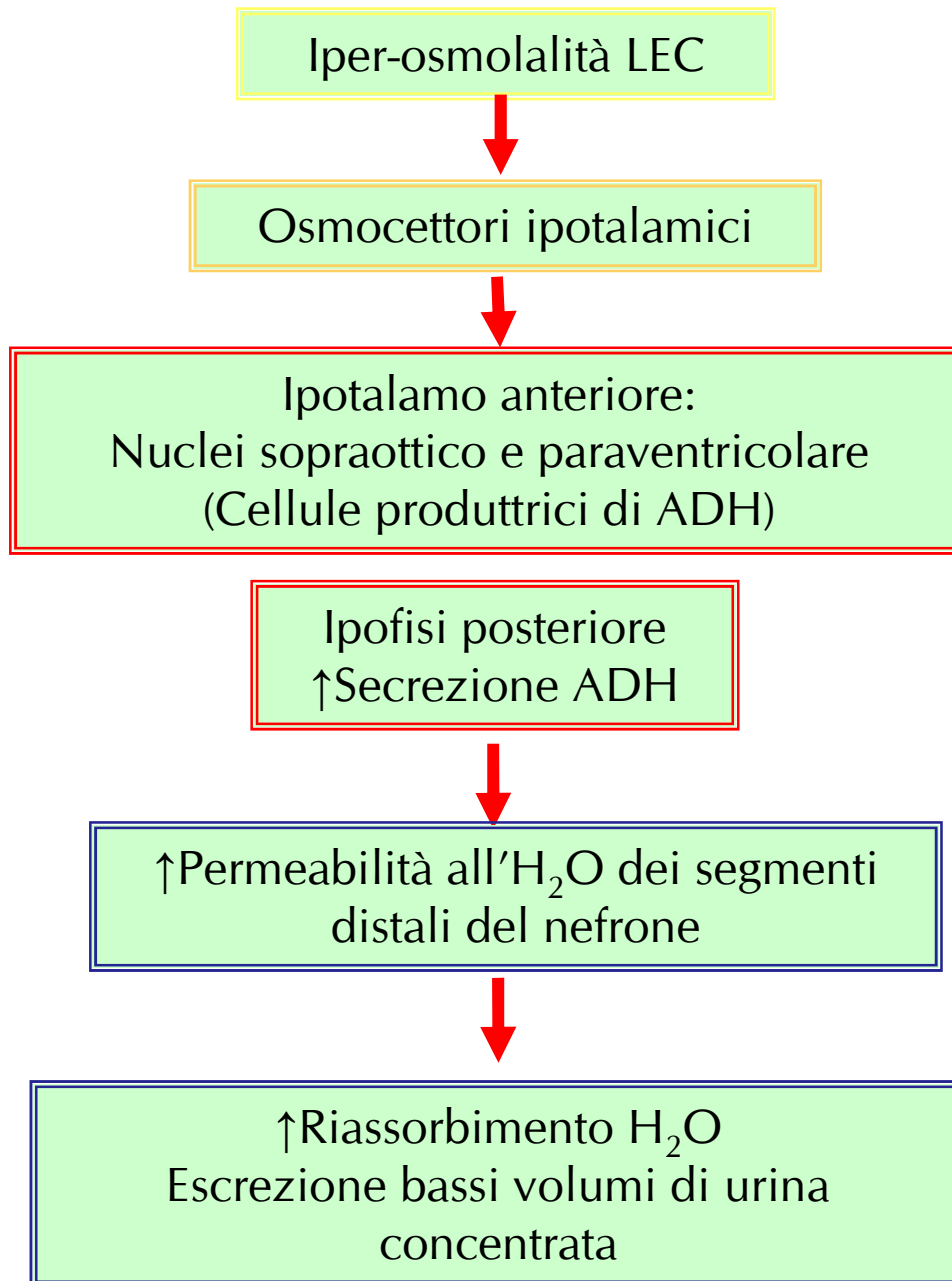 Iper-osmolalità LEC
Osmocettori ipotalamici
Ipotalamo anteriore:
Nuclei sopraottico e paraventricolare
(Cellule produttrici di ADH)
Ipofisi posteriore
↑Secrezione ADH
↑Permeabilità all’H₂O dei segmenti
distali del nefrone
↑Riassorbimento H₂O
Escrezione bassi volumi di urina
concentrata